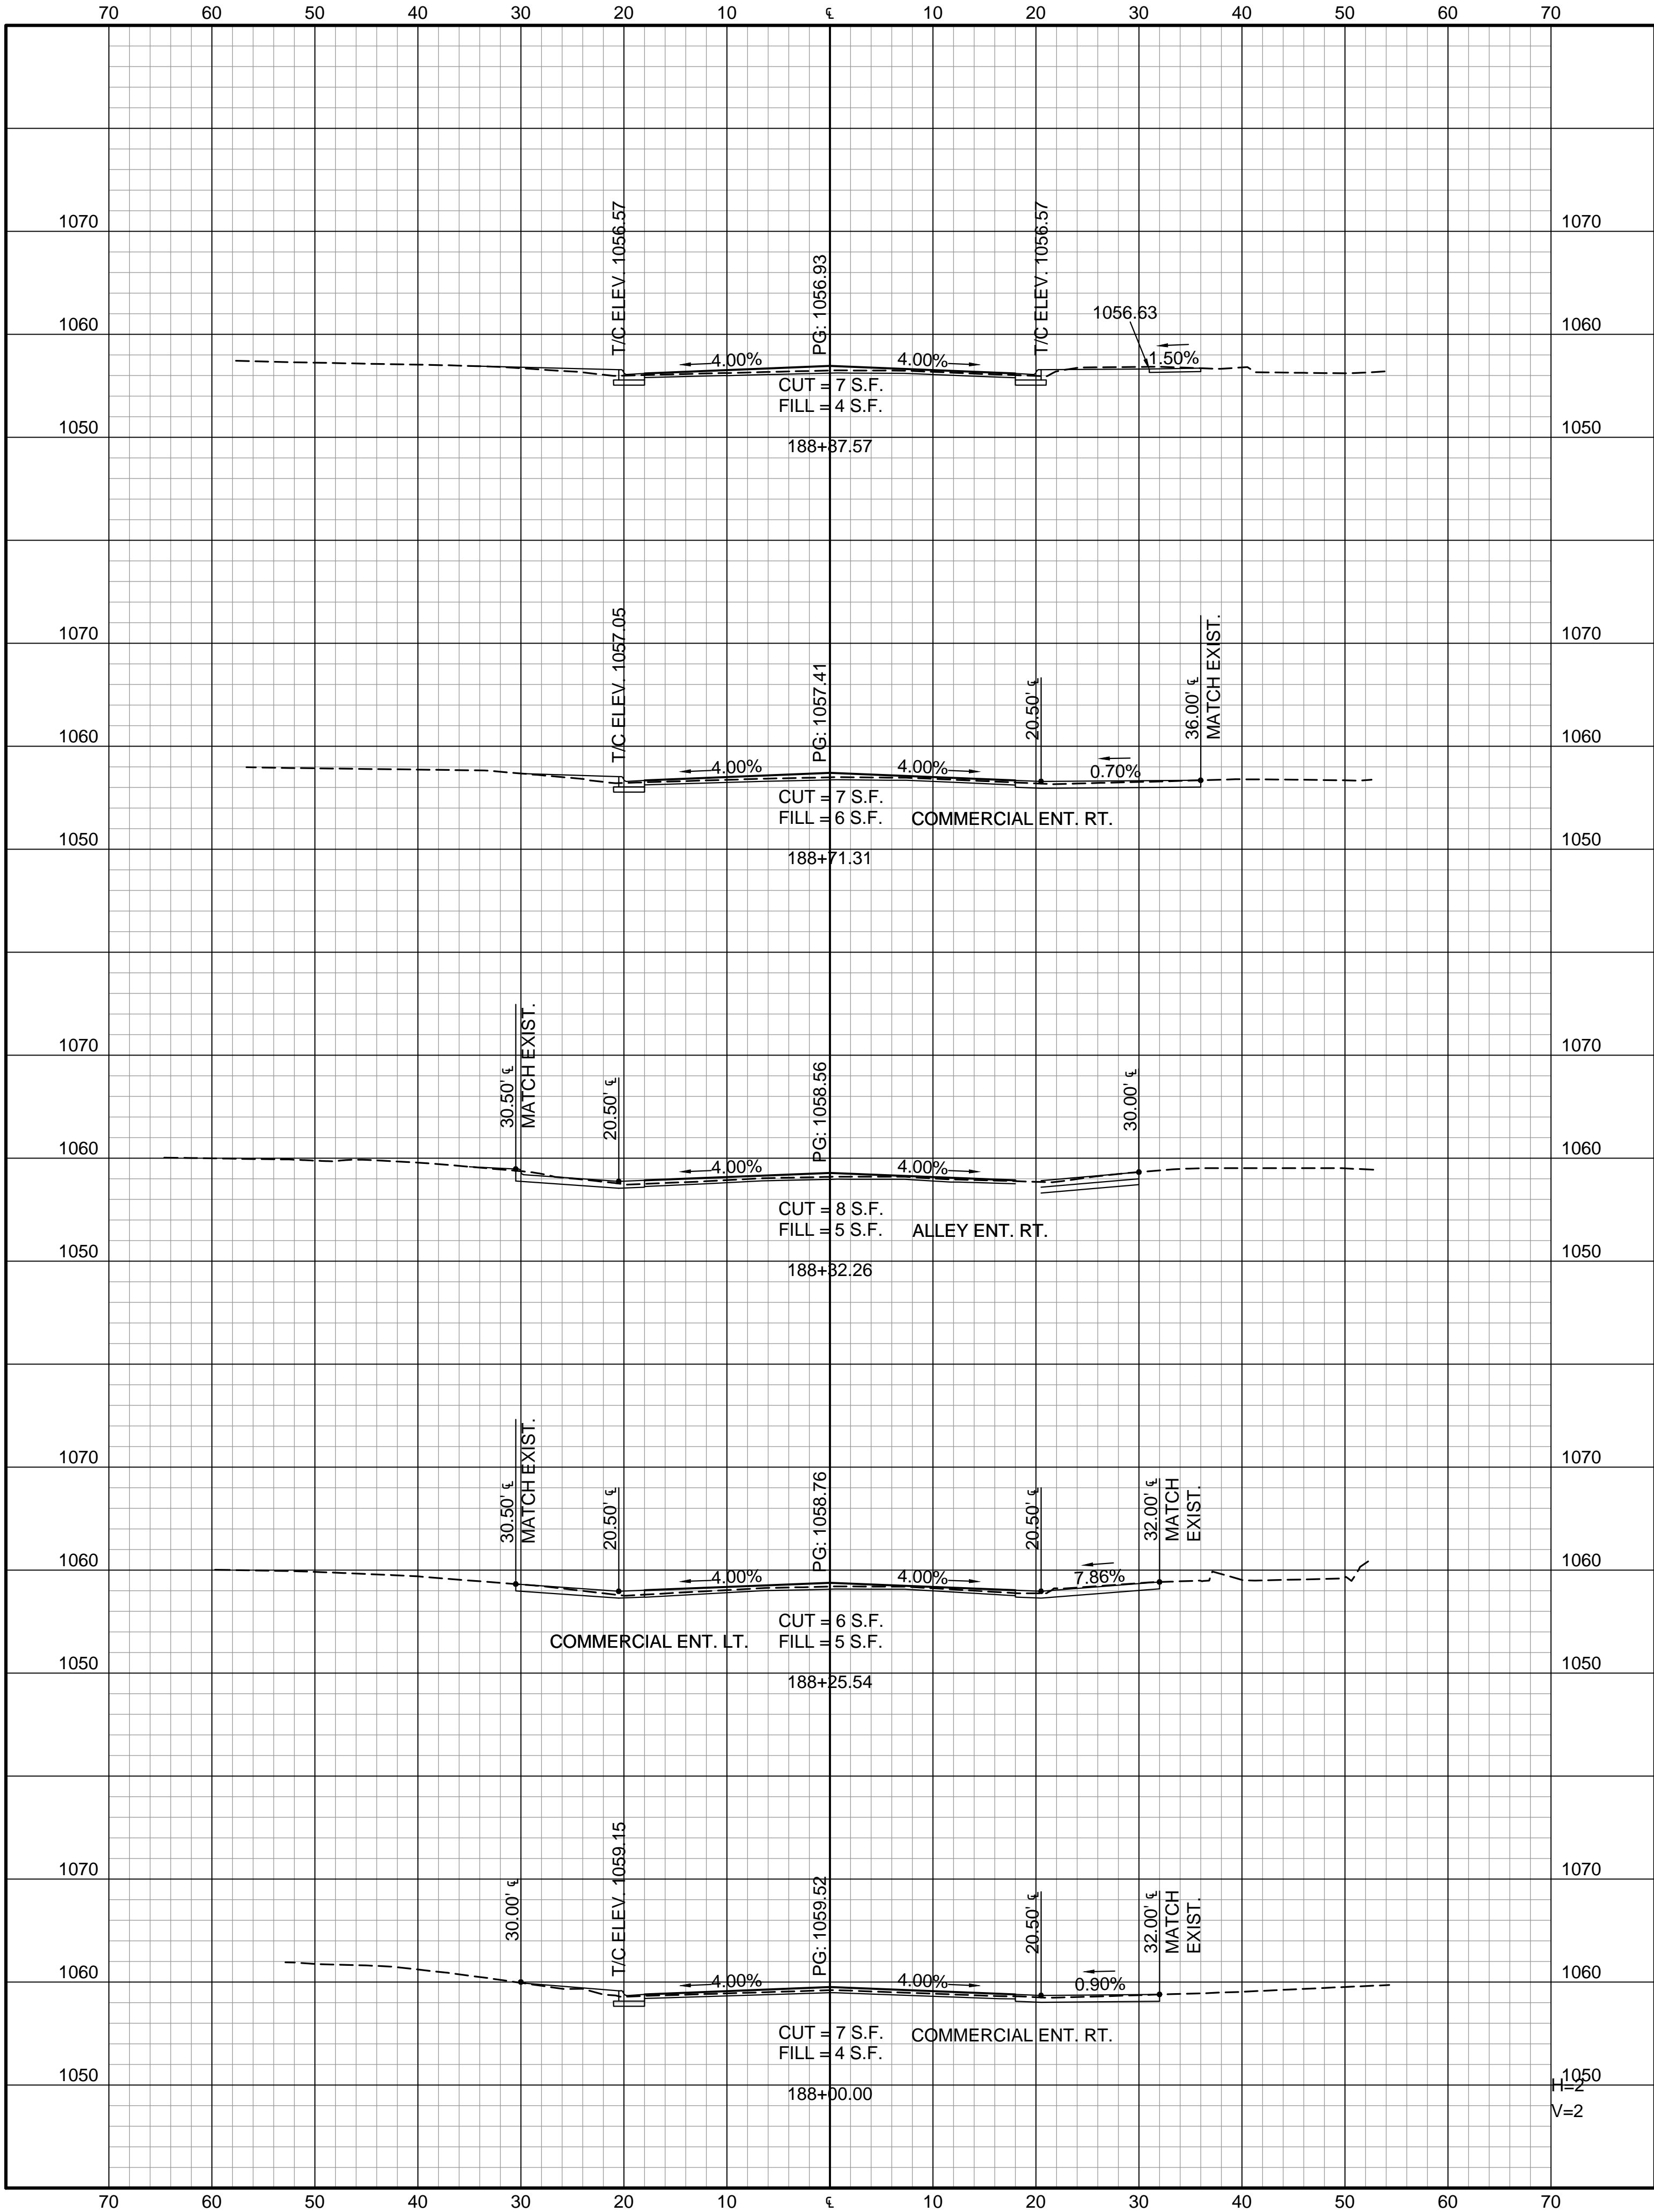 70 60 50 40 30 20 10 ℄ 10 20 30 40 50 60 70
1070 1070
T/C ELEV. 1056.57
PG: 1056.93
T/C ELEV. 1056.57
1056.63
1060 1060
4.00% 4.00% 1.50%
CUT = 7 S.F.
FILL = 4 S.F.
1050 1050
188+87.57
1070 1070
T/C ELEV. 1057.05
PG: 1057.41
20.50' ℄
36.00' ℄
MATCH EXIST.
1060 1060
4.00% 4.00% 0.70%
CUT = 7 S.F.
FILL = 6 S.F. COMMERCIAL ENT. RT.
1050 1050
188+71.31
1070 1070
30.50' ℄
MATCH EXIST.
20.50' ℄
PG: 1058.56
30.00' ℄
1060 1060
4.00% 4.00%
CUT = 8 S.F.
FILL = 5 S.F. ALLEY ENT. RT.
1050 1050
188+32.26
1070 1070
30.50' ℄
MATCH EXIST.
20.50' ℄
PG: 1058.76
20.50' ℄
32.00' ℄
MATCH
EXIST.
1060 1060
4.00% 4.00% 7.86%
CUT = 6 S.F.
COMMERCIAL ENT. LT. FILL = 5 S.F.
1050 1050
188+25.54
1070 1070
30.00' ℄
T/C ELEV. 1059.15
PG: 1059.52
20.50' ℄
32.00' ℄
MATCH
EXIST.
1060 1060
4.00% 4.00% 0.90%
CUT = 7 S.F. COMMERCIAL ENT. RT.
FILL = 4 S.F.
1050 1050
188+00.00
H=2
V=2
70 60 50 40 30 20 10 ℄ 10 20 30 40 50 60 70